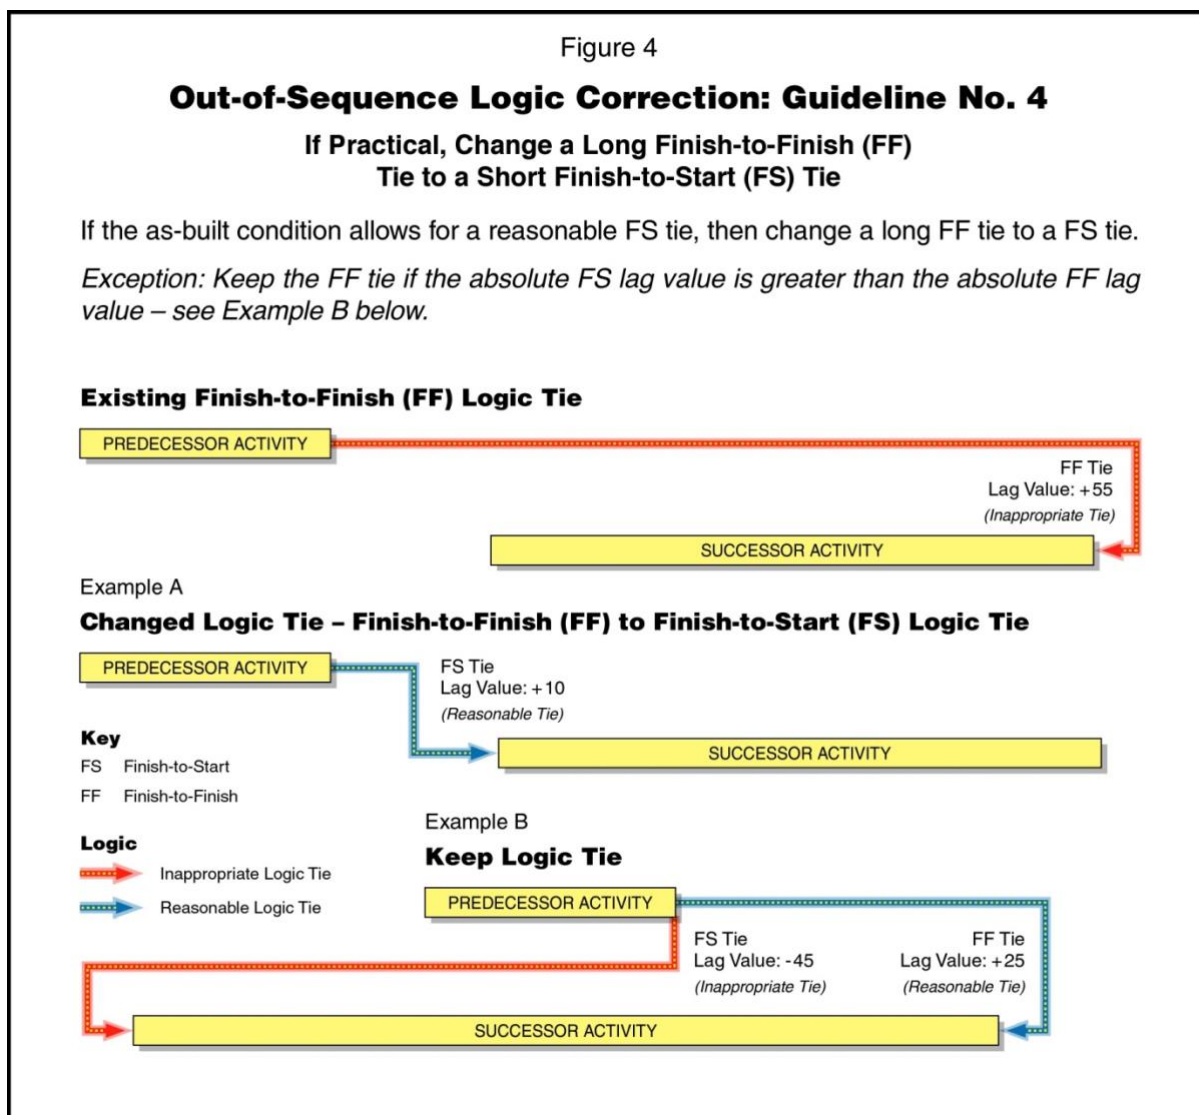 Figure 4
Out-of-Sequence Logic Correction: Guideline No. 4
If Practical, Change a Long Finish-to-Finish (FF)
Tie to a Short Finish-to-Start (FS) Tie
If the as-built condition allows for a reasonable FS tie, then change a long FF tie to a FS tie.
Exception: Keep the FF tie if the absolute FS lag value is greater than the absolute FF lag
value – see Example B below.
Existing Finish-to-Finish (FF) Logic Tie
PREDECESSOR ACTIVITY
FF Tie
Lag Value: +55
(Inappropriate Tie)
SUCCESSOR ACTIVITY
Example A
Changed Logic Tie – Finish-to-Finish (FF) to Finish-to-Start (FS) Logic Tie
PREDECESSOR ACTIVITY
FS Tie
Lag Value: +10
(Reasonable Tie)
SUCCESSOR ACTIVITY
Key
FS Finish-to-Start
FF Finish-to-Finish
Logic
Inappropriate Logic Tie
Reasonable Logic Tie
Example B
Keep Logic Tie
PREDECESSOR ACTIVITY
FS Tie
Lag Value: -45
(Inappropriate Tie)
FF Tie
Lag Value: +25
(Reasonable Tie)
SUCCESSOR ACTIVITY